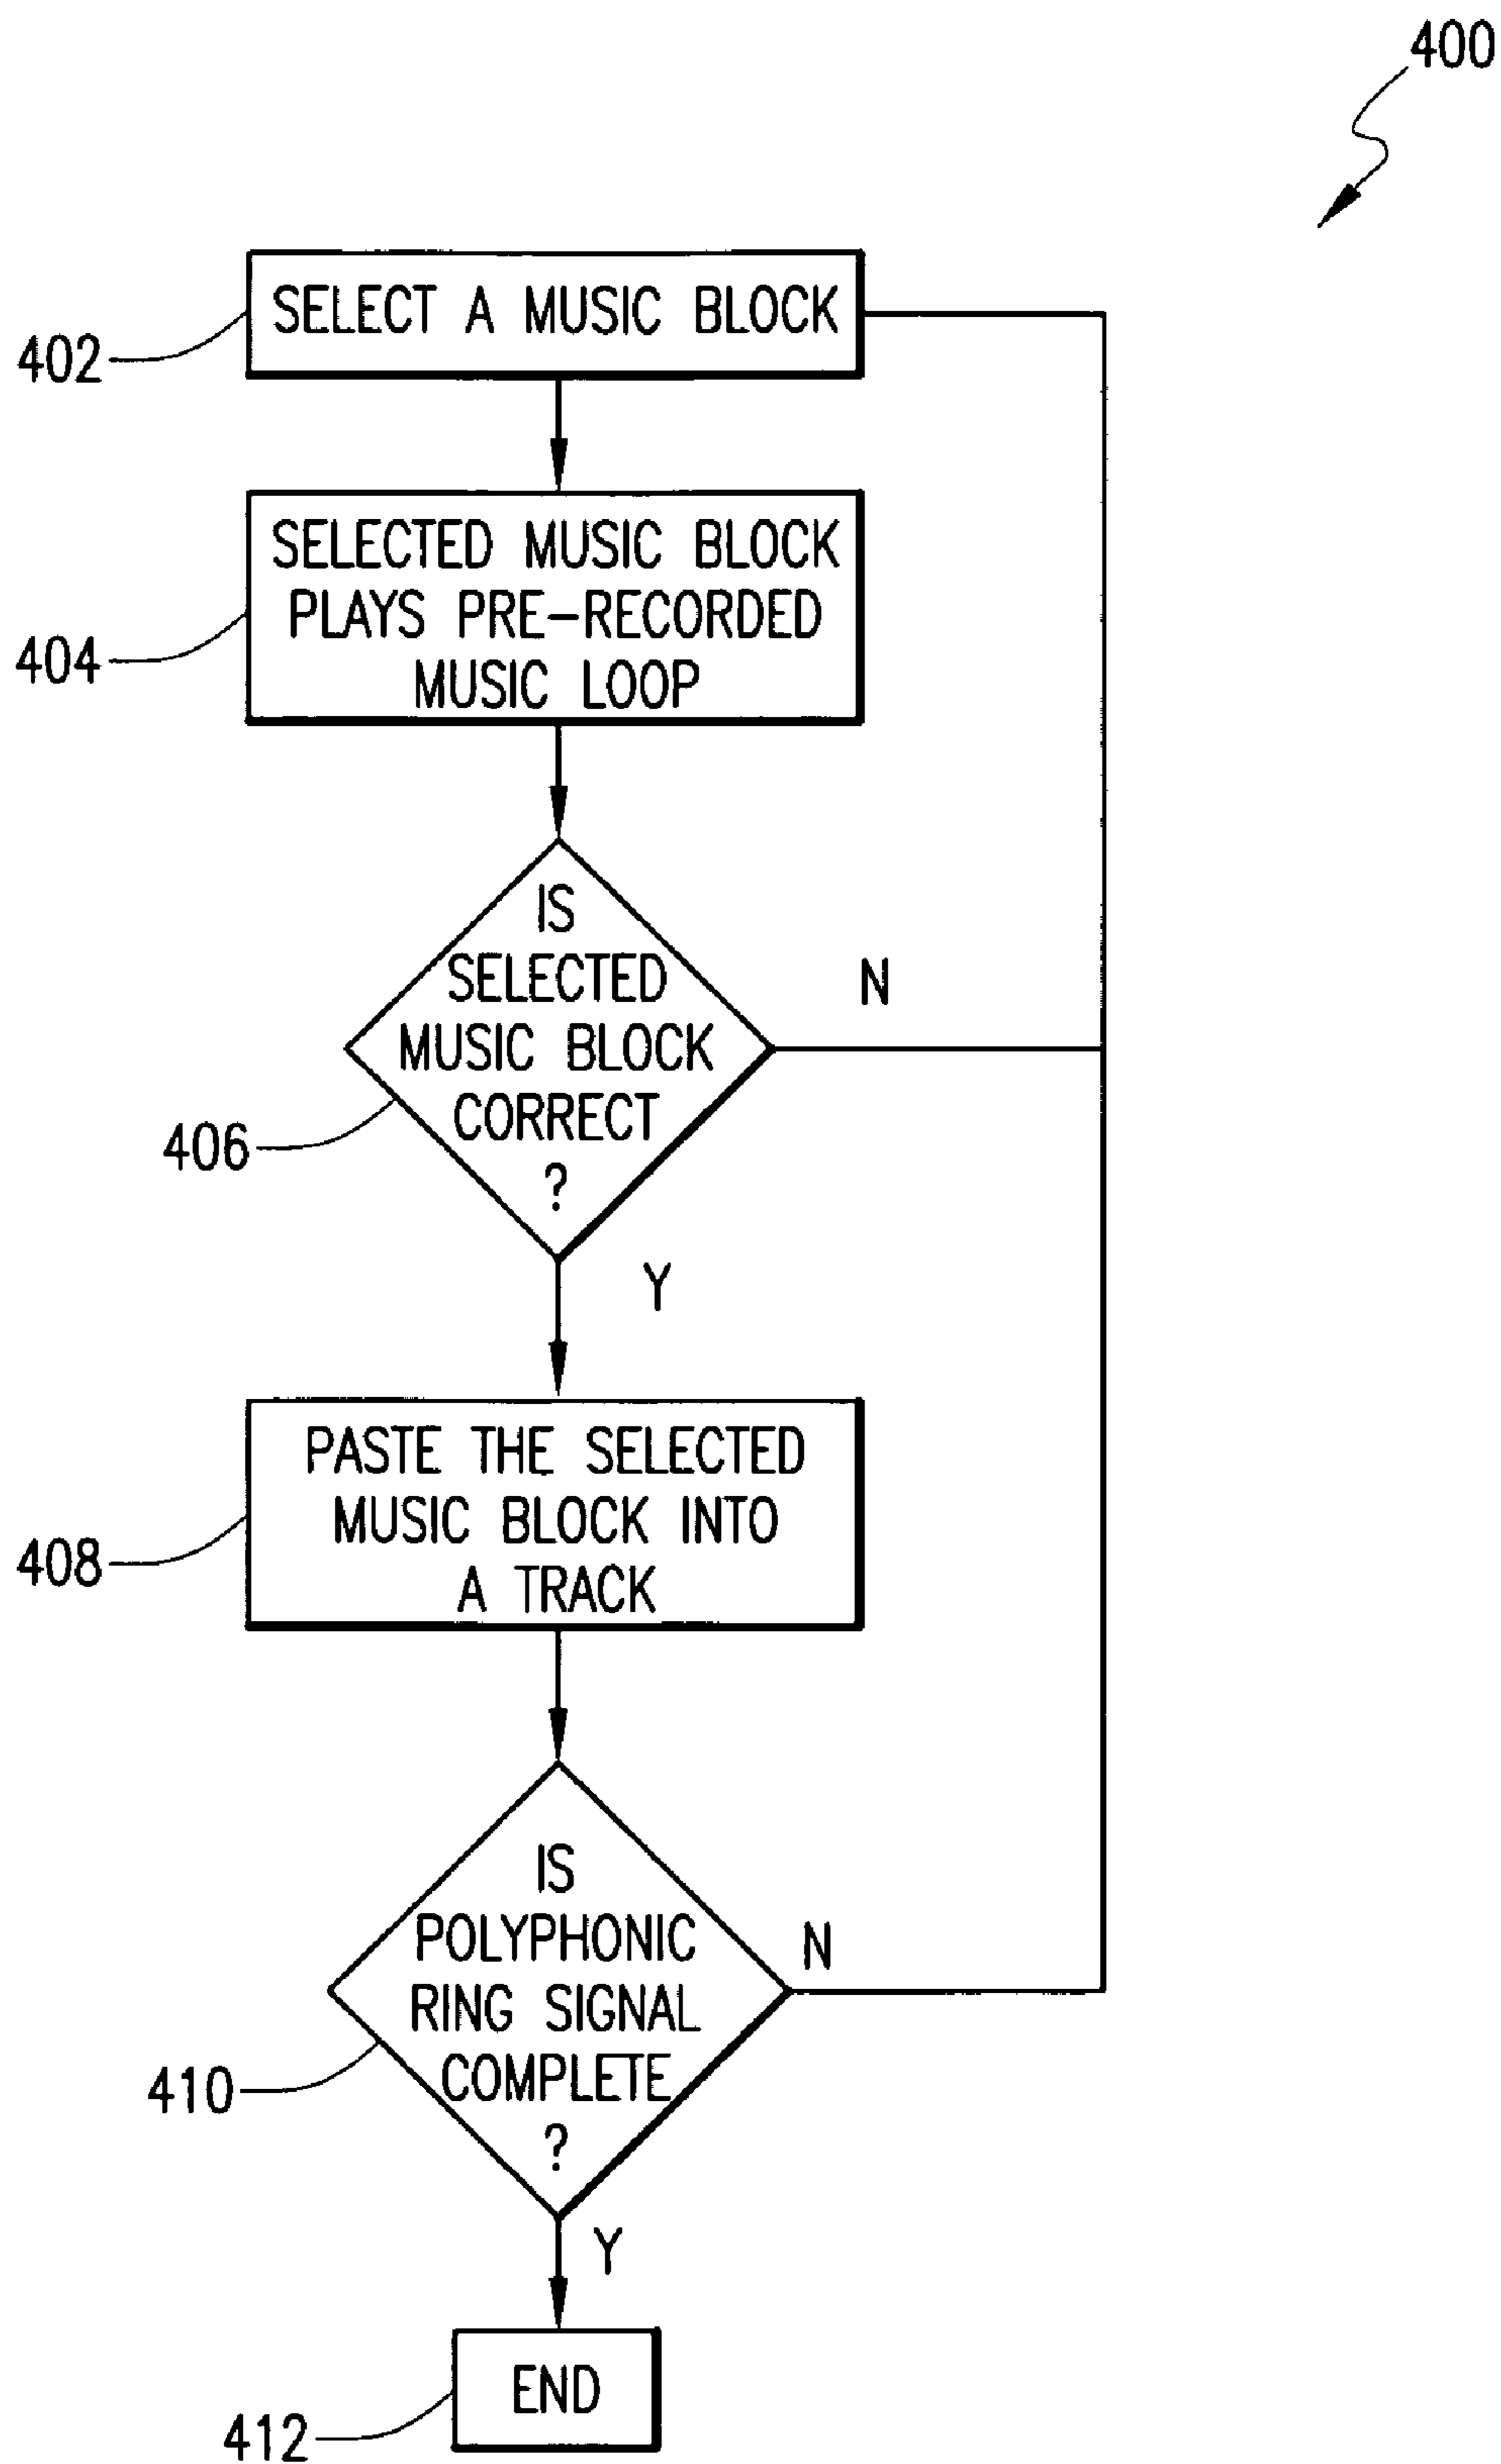 400
SELECT A MUSIC BLOCK
402
SELECTED MUSIC BLOCK
PLAYS PRE-RECORDED
MUSIC LOOP
404
IS
SELECTED
MUSIC BLOCK
CORRECT
?
N
406
Y
PASTE THE SELECTED
MUSIC BLOCK INTO
A TRACK
408
IS
POLYPHONIC
RING SIGNAL
COMPLETE
?
N
410
Y
END
412